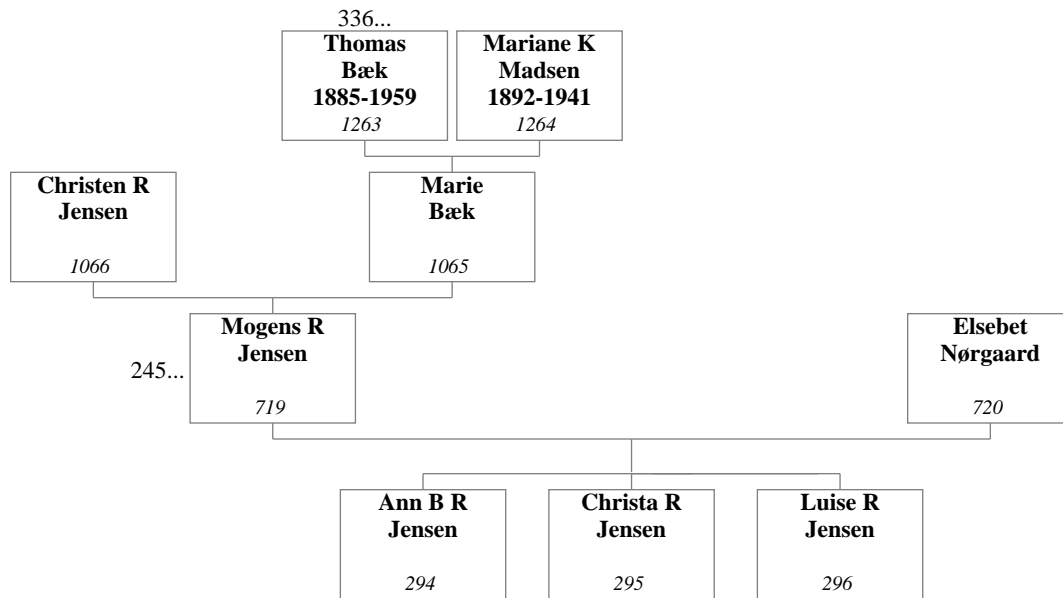 336...
Thomas
Bæk
1885-1959
1263
Mariane K
Madsen
1892-1941
1264
Christen R
Jensen
1066
Marie
Bæk
1065
245...
Mogens R
Jensen
719
Elsebet
Nørgaard
720
Ann B R
Jensen
294
Christa R
Jensen
295
Luise R
Jensen
296